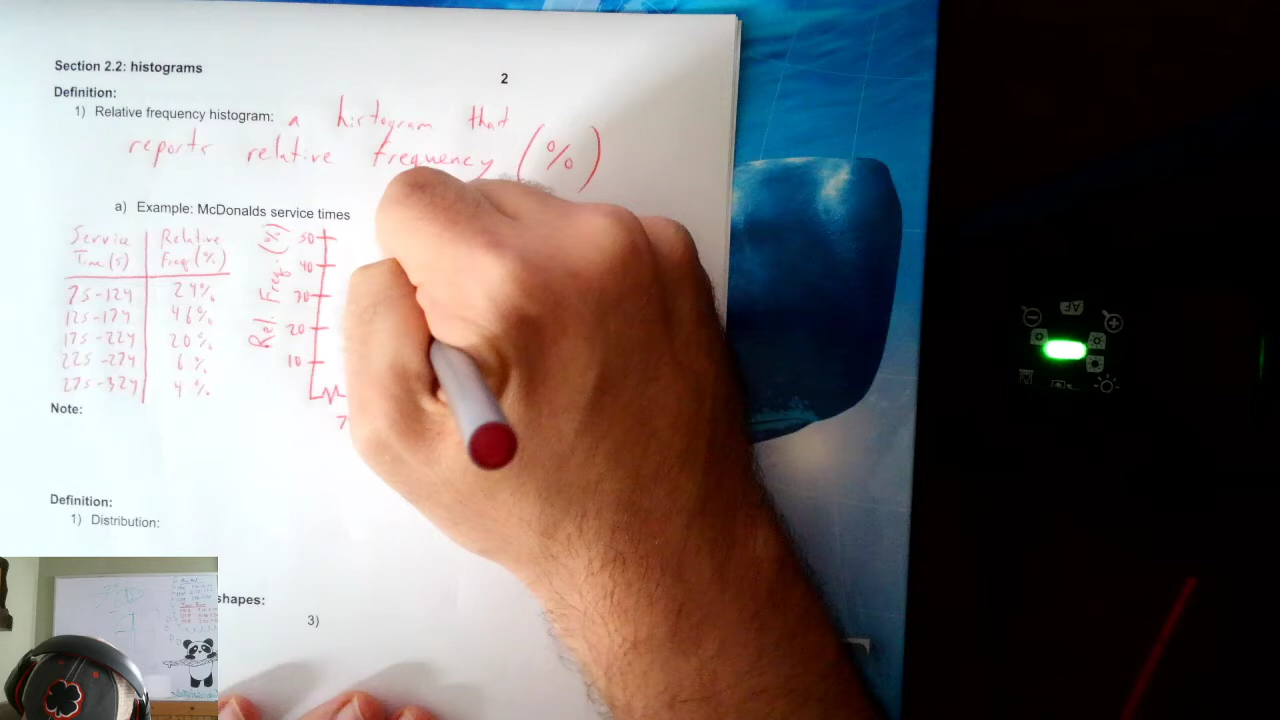 Section 2.2: histograms
2
Definition:
1) Relative frequency histogram: a histogram that
reports relative frequency (%)
a) Example: McDonalds service times
Service Time (s) Relative Freq (%)
75-124 24%
125-174 46%
175-224 20%
225-274 6%
275-324 4%
Rel. Freq. (%)
50
40
30
20
10
7
Note:
Definition:
1) Distribution:
shapes:
3)
AF